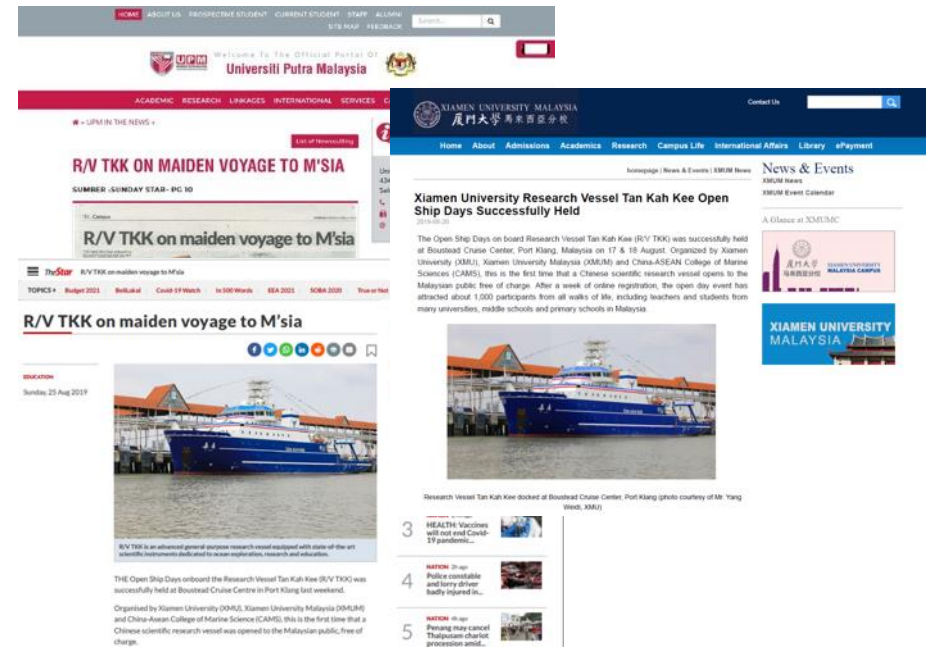 HOME ABOUT US PROSPECTIVE STUDENT CURRENT STUDENT STAFF ALUMNI
SITE MAP FEEDBACK
Search...
UPM
Welcome To The Official Portal Of
Universiti Putra Malaysia
ACADEMIC RESEARCH LINKAGES INTERNATIONAL SERVICES
» UPM IN THE NEWS »
R/V TKK ON MAIDEN VOYAGE TO M'SIA
SUMBER :SUNDAY STAR- PG 10
R/V TKK on maiden voyage to M'sia
TheStar R/V TKK on maiden voyage to M'sia
TOPICS Budget 2021 Belikakal Covid-19 Watch In 500 Words EEA 2021 SOBA 2020 True or Not
R/V TKK on maiden voyage to M'sia
EDUCATION
Sunday, 25 Aug 2019
R/V TKK is an advanced general-purpose research vessel equipped with state-of-the-art
scientific instruments dedicated to ocean exploration, research and education.
THE Open Ship Days onboard the Research Vessel Tan Kah Kee (R/V TKK) was
successfully held at Boustead Cruise Centre in Port Klang last weekend.
Organised by Xiamen University (XMU), Xiamen University Malaysia (XMUM)
and China-Asean College of Marine Science (CAMS), this is the first time that a
Chinese scientific research vessel was opened to the Malaysian public, free of
charge.
XIAMEN UNIVERSITY MALAYSIA
厦門大學 馬來西亞分校
Contact Us
Home About Admissions Academics Research Campus Life International Affairs Library ePayment
homepage | News & Events | XMUM News
Xiamen University Research Vessel Tan Kah Kee Open
Ship Days Successfully Held
The Open Ship Days on board Research Vessel Tan Kah Kee (R/V TKK) was successfully held
at Boustead Cruise Center, Port Klang, Malaysia on 17 & 18 August. Organized by Xiamen
University (XMU), Xiamen University Malaysia (XMUM) and China-ASEAN College of Marine
Sciences (CAMS), this is the first time that a Chinese scientific research vessel opens to the
Malaysian public free of charge. After a week of online registration, the open day event has
attracted about 1,000 participants from all walks of life, including teachers and students from
many universities, middle schools and primary schools in Malaysia.
Research Vessel Tan Kah Kee docked at Boustead Cruise Center, Port Klang (photo courtesy of Mr. Yang
Weidi, XMU)
News & Events
XMUM News
XMUM Event Calendar
A Glance at XMUMC
XIAMEN UNIVERSITY
MALAYSIA CAMPUS
XIAMEN UNIVERSITY
MALAYSIA
3 HEALTH: Vaccines
will not end Covid-
19 pandemic...
NATION 2h ago
4 Police constable
and lorry driver
badly injured in...
NATION 4h ago
5 Penang may cancel
Thaipusam chariot
procession amid...